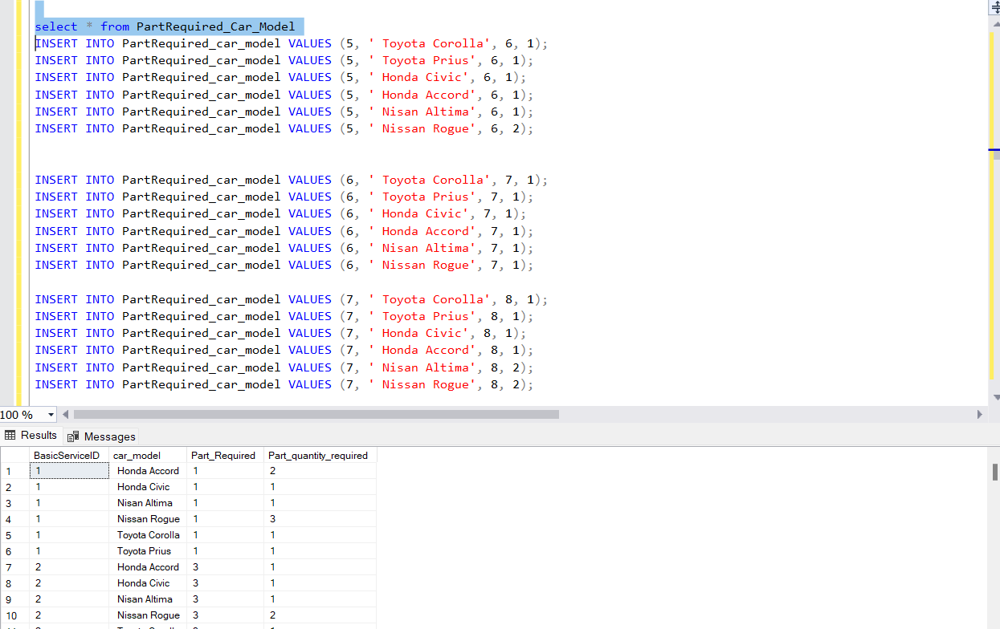 select * from PartRequired_Car_Model
INSERT INTO PartRequired_car_model VALUES (5, ' Toyota Corolla', 6, 1);
INSERT INTO PartRequired_car_model VALUES (5, ' Toyota Prius', 6, 1);
INSERT INTO PartRequired_car_model VALUES (5, ' Honda Civic', 6, 1);
INSERT INTO PartRequired_car_model VALUES (5, ' Honda Accord', 6, 1);
INSERT INTO PartRequired_car_model VALUES (5, ' Nisan Altima', 6, 1);
INSERT INTO PartRequired_car_model VALUES (5, ' Nissan Rogue', 6, 2);
INSERT INTO PartRequired_car_model VALUES (6, ' Toyota Corolla', 7, 1);
INSERT INTO PartRequired_car_model VALUES (6, ' Toyota Prius', 7, 1);
INSERT INTO PartRequired_car_model VALUES (6, ' Honda Civic', 7, 1);
INSERT INTO PartRequired_car_model VALUES (6, ' Honda Accord', 7, 1);
INSERT INTO PartRequired_car_model VALUES (6, ' Nisan Altima', 7, 1);
INSERT INTO PartRequired_car_model VALUES (6, ' Nissan Rogue', 7, 1);
INSERT INTO PartRequired_car_model VALUES (7, ' Toyota Corolla', 8, 1);
INSERT INTO PartRequired_car_model VALUES (7, ' Toyota Prius', 8, 1);
INSERT INTO PartRequired_car_model VALUES (7, ' Honda Civic', 8, 1);
INSERT INTO PartRequired_car_model VALUES (7, ' Honda Accord', 8, 1);
INSERT INTO PartRequired_car_model VALUES (7, ' Nisan Altima', 8, 2);
INSERT INTO PartRequired_car_model VALUES (7, ' Nissan Rogue', 8, 2);
100 %
Results Messages
BasicServiceID car_model Part_Required Part_quantity_required
1 1 Honda Accord 1 2
2 1 Honda Civic 1 1
3 1 Nisan Altima 1 1
4 1 Nissan Rogue 1 3
5 1 Toyota Corolla 1 1
6 1 Toyota Prius 1 1
7 2 Honda Accord 3 1
8 2 Honda Civic 3 1
9 2 Nisan Altima 3 1
10 2 Nissan Rogue 3 2